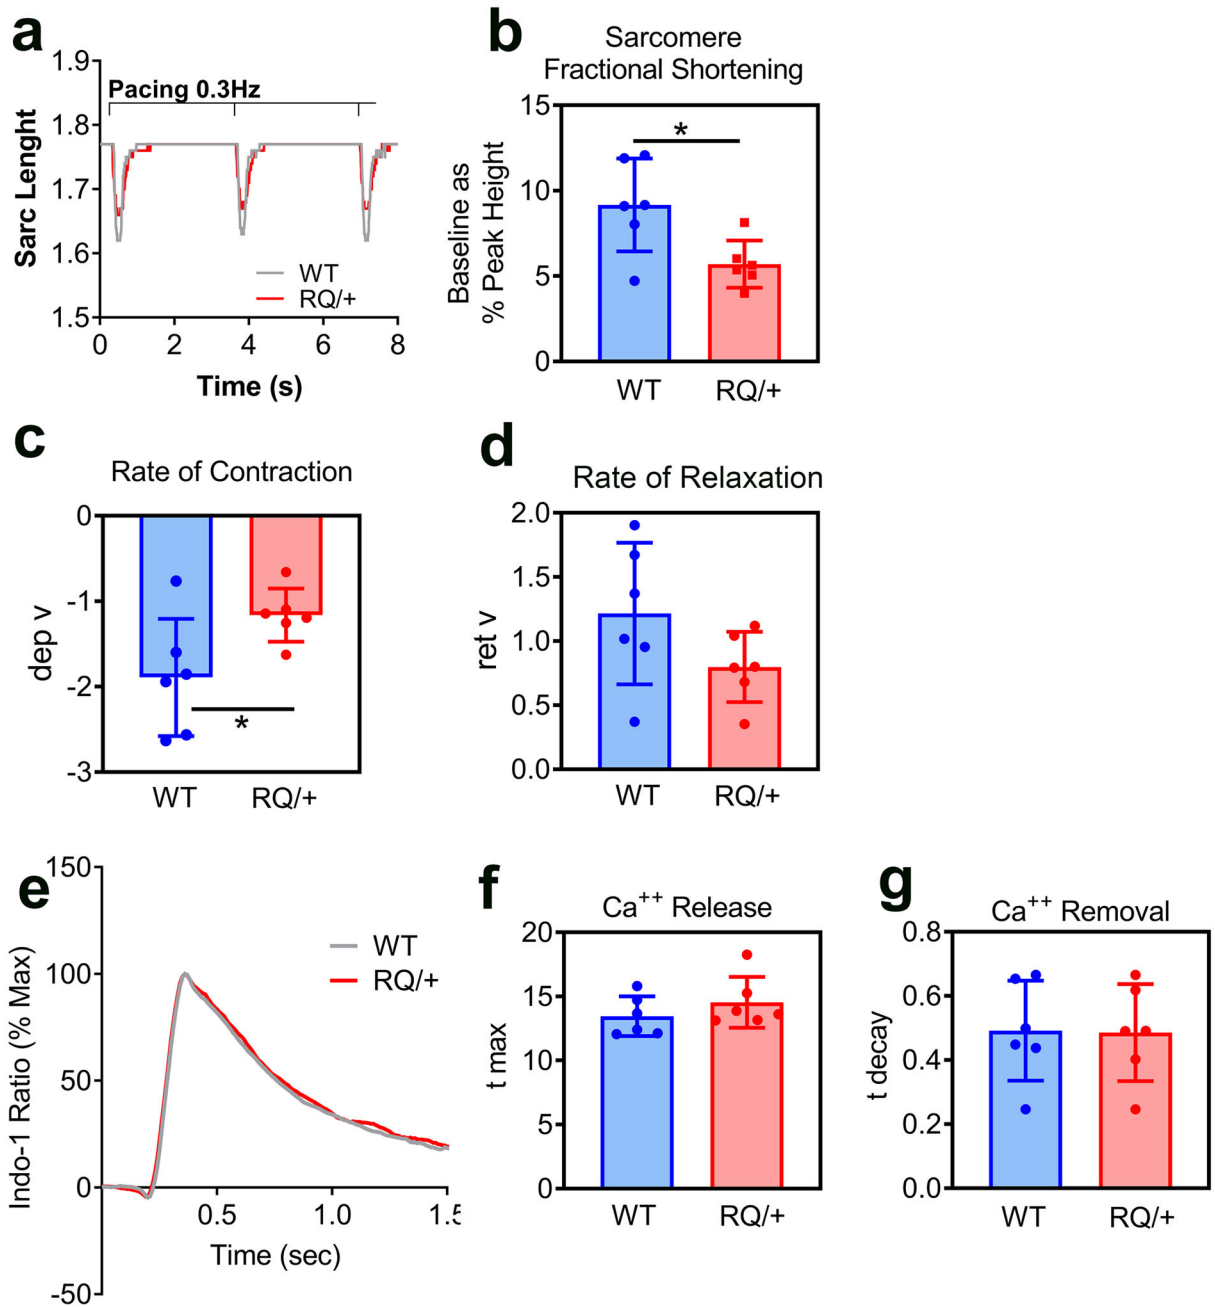 a
1.9
Pacing 0.3Hz
1.8
1.7
1.6
1.5
Sarc Lenght
WT
RQ/+
0 2 4 6 8
Time (s)
b
Sarcomere
Fractional Shortening
15
*
10
5
0
Baseline as
% Peak Height
WT RQ/+
c
Rate of Contraction
0
-1
-2
-3
dep v
*
WT RQ/+
d
Rate of Relaxation
2.0
1.5
1.0
0.5
0.0
ret v
WT RQ/+
e
150
100
50
0
-50
Indo-1 Ratio (% Max)
WT
RQ/+
0.5 1.0 1.5
Time (sec)
f
Ca++ Release
20
15
10
5
0
t max
WT RQ/+
g
Ca++ Removal
0.8
0.6
0.4
0.2
0.0
t decay
WT RQ/+